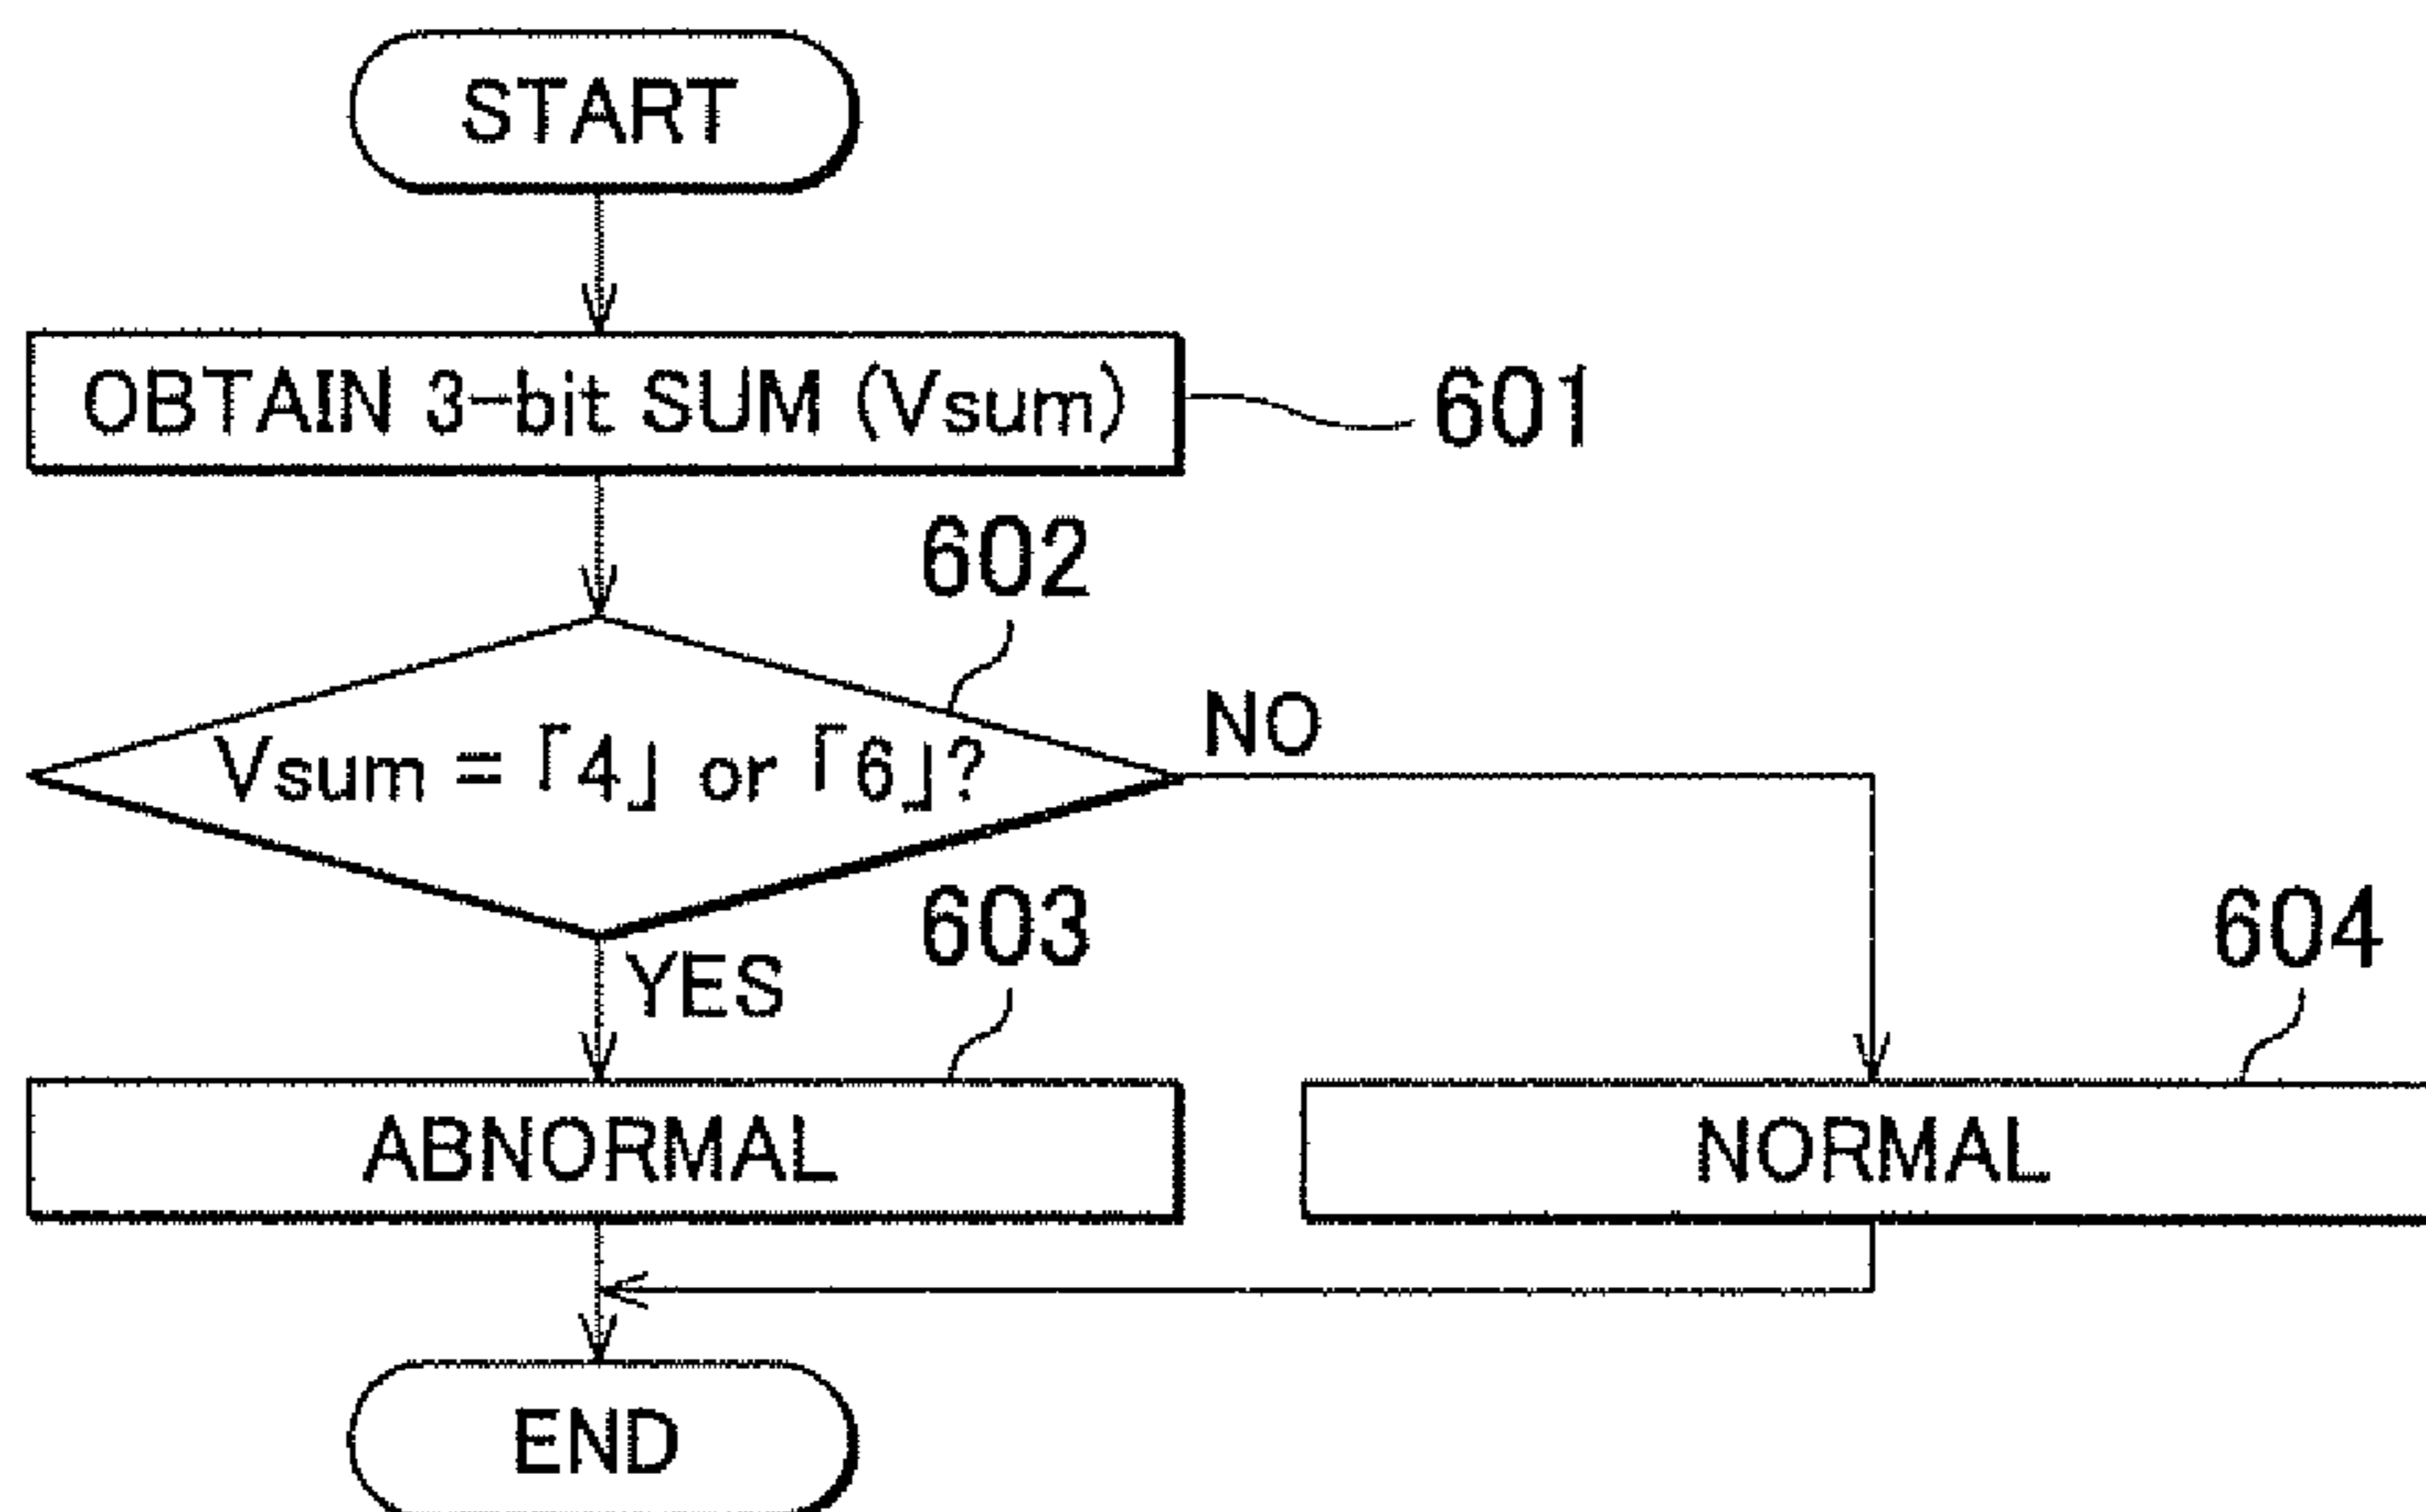 START
OBTAIN 3-bit SUM (Vsum)
601
602
Vsum =「4」 or「6」?
NO
YES
603
604
ABNORMAL
NORMAL
END